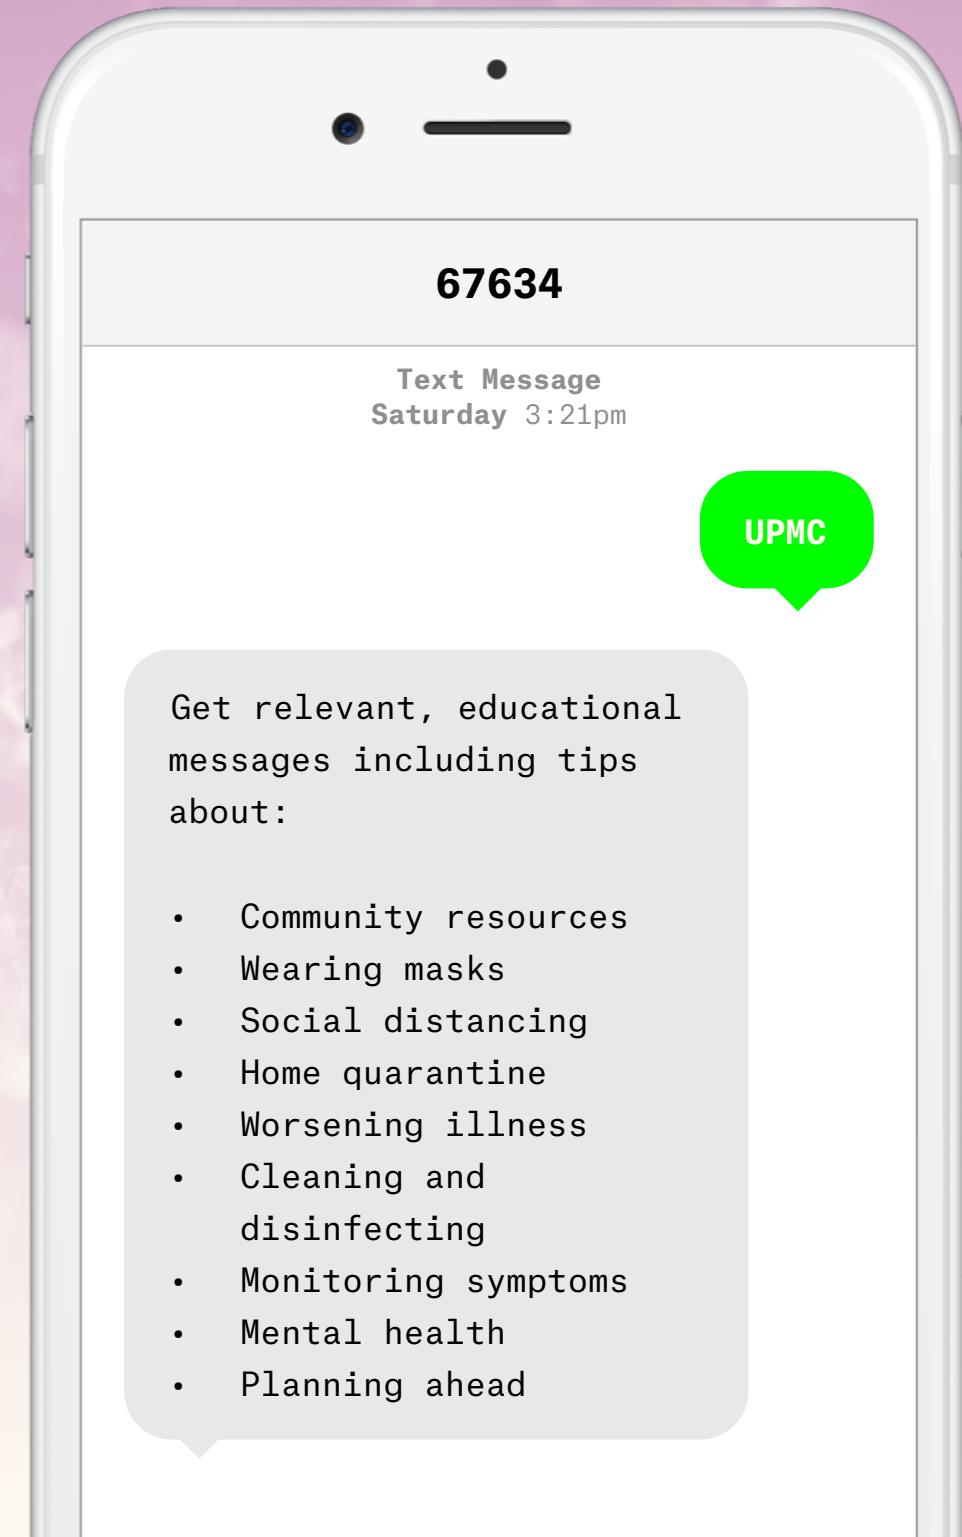 67634
Text Message
Saturday 3:21pm
UPMC
Get relevant, educational
messages including tips
about:
• Community resources
• Wearing masks
• Social distancing
• Home quarantine
• Worsening illness
• Cleaning and
disinfecting
• Monitoring symptoms
• Mental health
• Planning ahead